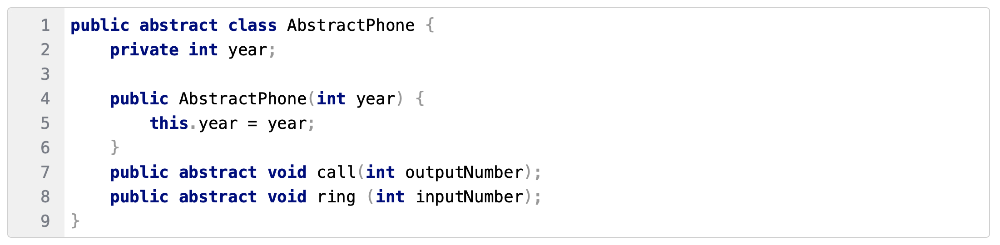 1 public abstract class AbstractPhone {
2     private int year;
3
4     public AbstractPhone(int year) {
5         this.year = year;
6     }
7     public abstract void call(int outputNumber);
8     public abstract void ring (int inputNumber);
9 }